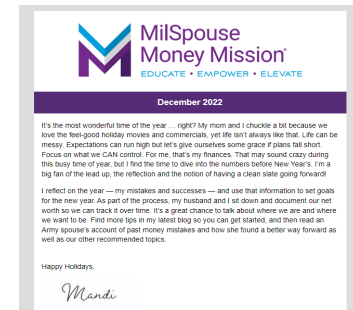 MilSpouse
Money Mission®
EDUCATE • EMPOWER • ELEVATE
December 2022
It's the most wonderful time of the year … right? My mom and I chuckle a bit because we
love the feel-good holiday movies and commercials, yet life isn't always like that. Life can be
messy. Expectations can run high but let's give ourselves some grace if plans fall short.
Focus on what we CAN control. For me, that's my finances. That may sound crazy during
this busy time of year, but I find the time to dive into the numbers before New Year's. I'm a
big fan of the lead up, the reflection and the notion of having a clean slate going forward!
I reflect on the year — my mistakes and successes — and use that information to set goals
for the new year. As part of the process, my husband and I sit down and document our net
worth so we can track it over time. It's a great chance to talk about where we are and where
we want to be. Find more tips in my latest blog so you can get started, and then read an
Army spouse's account of past money mistakes and how she found a better way forward as
well as our other recommended topics.
Happy Holidays,
Mandi